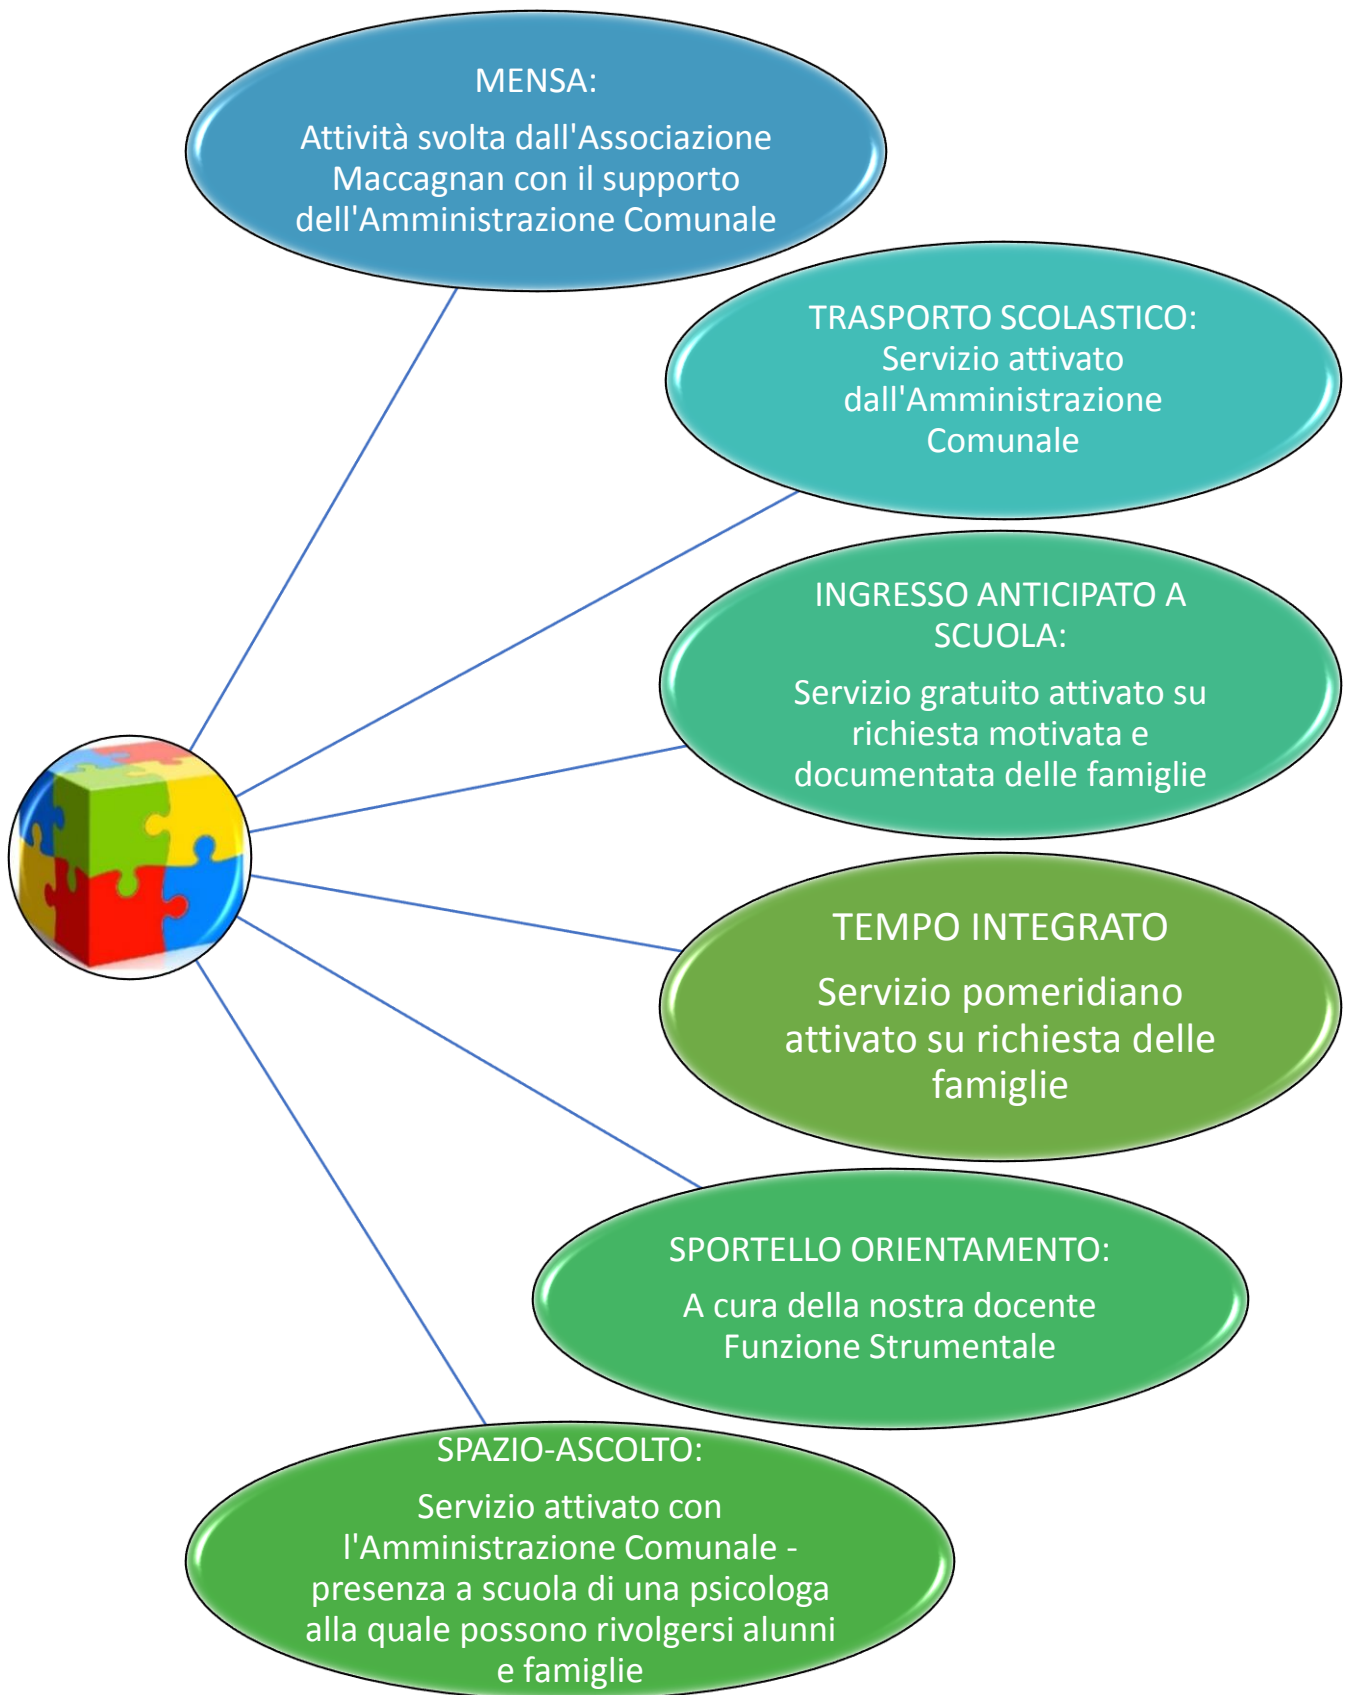 MENSA:
Attività svolta dall'Associazione
Maccagnan con il supporto
dell'Amministrazione Comunale
TRASPORTO SCOLASTICO:
Servizio attivato
dall'Amministrazione
Comunale
INGRESSO ANTICIPATO A
SCUOLA:
Servizio gratuito attivato su
richiesta motivata e
documentata delle famiglie
TEMPO INTEGRATO
Servizio pomeridiano
attivato su richiesta delle
famiglie
SPORTELLO ORIENTAMENTO:
A cura della nostra docente
Funzione Strumentale
SPAZIO-ASCOLTO:
Servizio attivato con
l'Amministrazione Comunale -
presenza a scuola di una psicologa
alla quale possono rivolgersi alunni
e famiglie